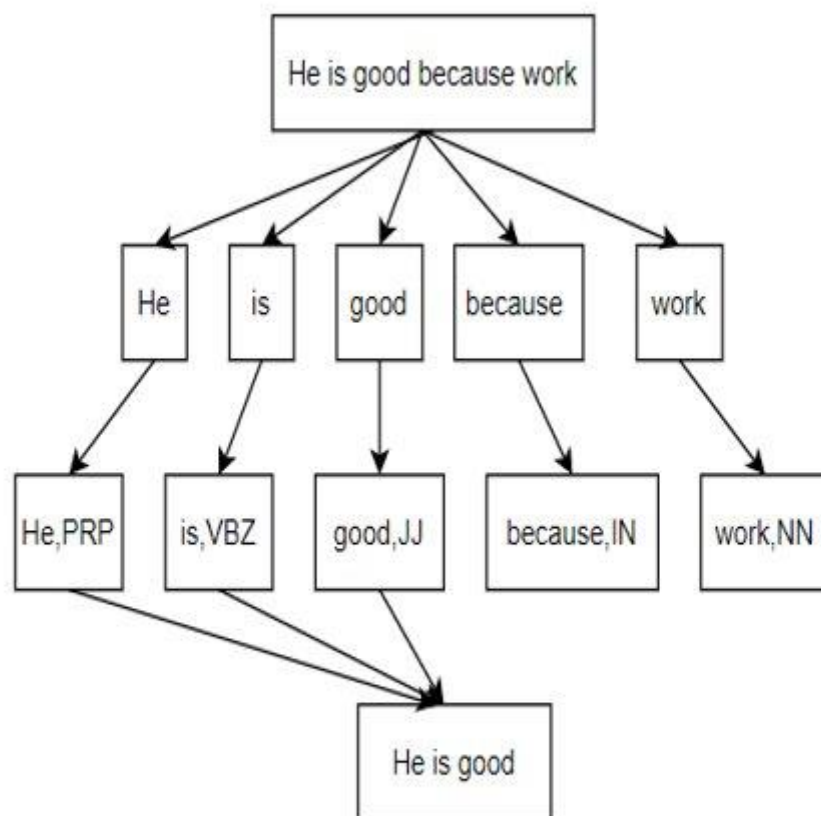 He is good because work
He
is
good
because
work
He,PRP
is,VBZ
good,JJ
because,IN
work,NN
He is good